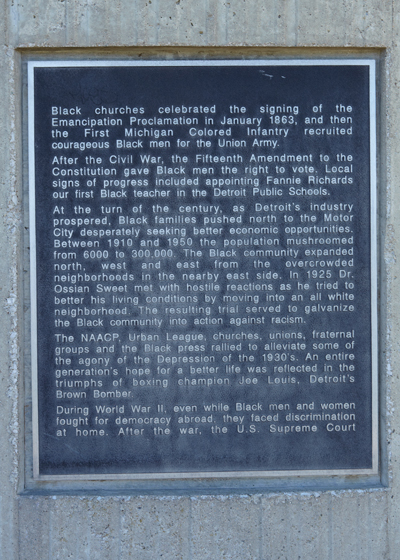 Black churches celebrated the signing of the
Emancipation Proclamation in January 1863, and then
the First Michigan Colored Infantry recruited
courageous Black men for the Union Army.
After the Civil War, the Fifteenth Amendment to the
Constitution gave Black men the right to vote. Local
signs of progress included appointing Fannie Richards
our first Black teacher in the Detroit Public Schools.
At the turn of the century, as Detroit's industry
prospered, Black families pushed north to the Motor
City desperately seeking better economic opportunities.
Between 1910 and 1950 the population mushroomed
from 6000 to 300,000. The Black community expanded
north, west and east from the overcrowded
neighborhoods in the nearby east side. In 1925 Dr.
Ossian Sweet met with hostile reactions as he tried to
better his living conditions by moving into an all white
neighborhood. The resulting trial served to galvanize
the Black community into action against racism.
The NAACP, Urban League, churches, unions, fraternal
groups and the Black press rallied to alleviate some of
the agony of the Depression of the 1930's. An entire
generation's hope for a better life was reflected in the
triumphs of boxing champion Joe Louis, Detroit's
Brown Bomber.
During World War II, even while Black men and women
fought for democracy abroad, they faced discrimination
at home. After the war, the U.S. Supreme Court